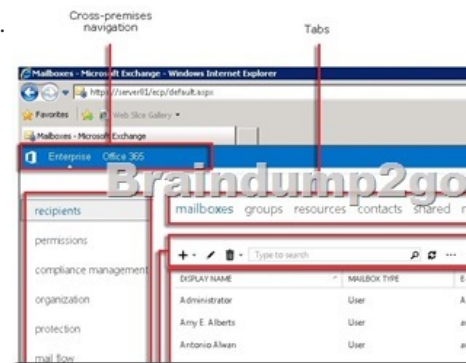 Cross-premises
navigation
Tabs
Mailboxes - Microsoft Exchange - Windows Internet Explorer
https://server01/ecp/default.aspx
Favorites
Web Slice Gallery
Mailboxes - Microsoft Exchange
Enterprise Office 365
Braindump2go
recipients
mailboxes groups resources contacts shared
permissions
Type to search
compliance management
DISPLAY NAME MAILBOX TYPE
organization
Administrator User
protection
Amy E. Alberts User
mail flow
Antonio Alwan User